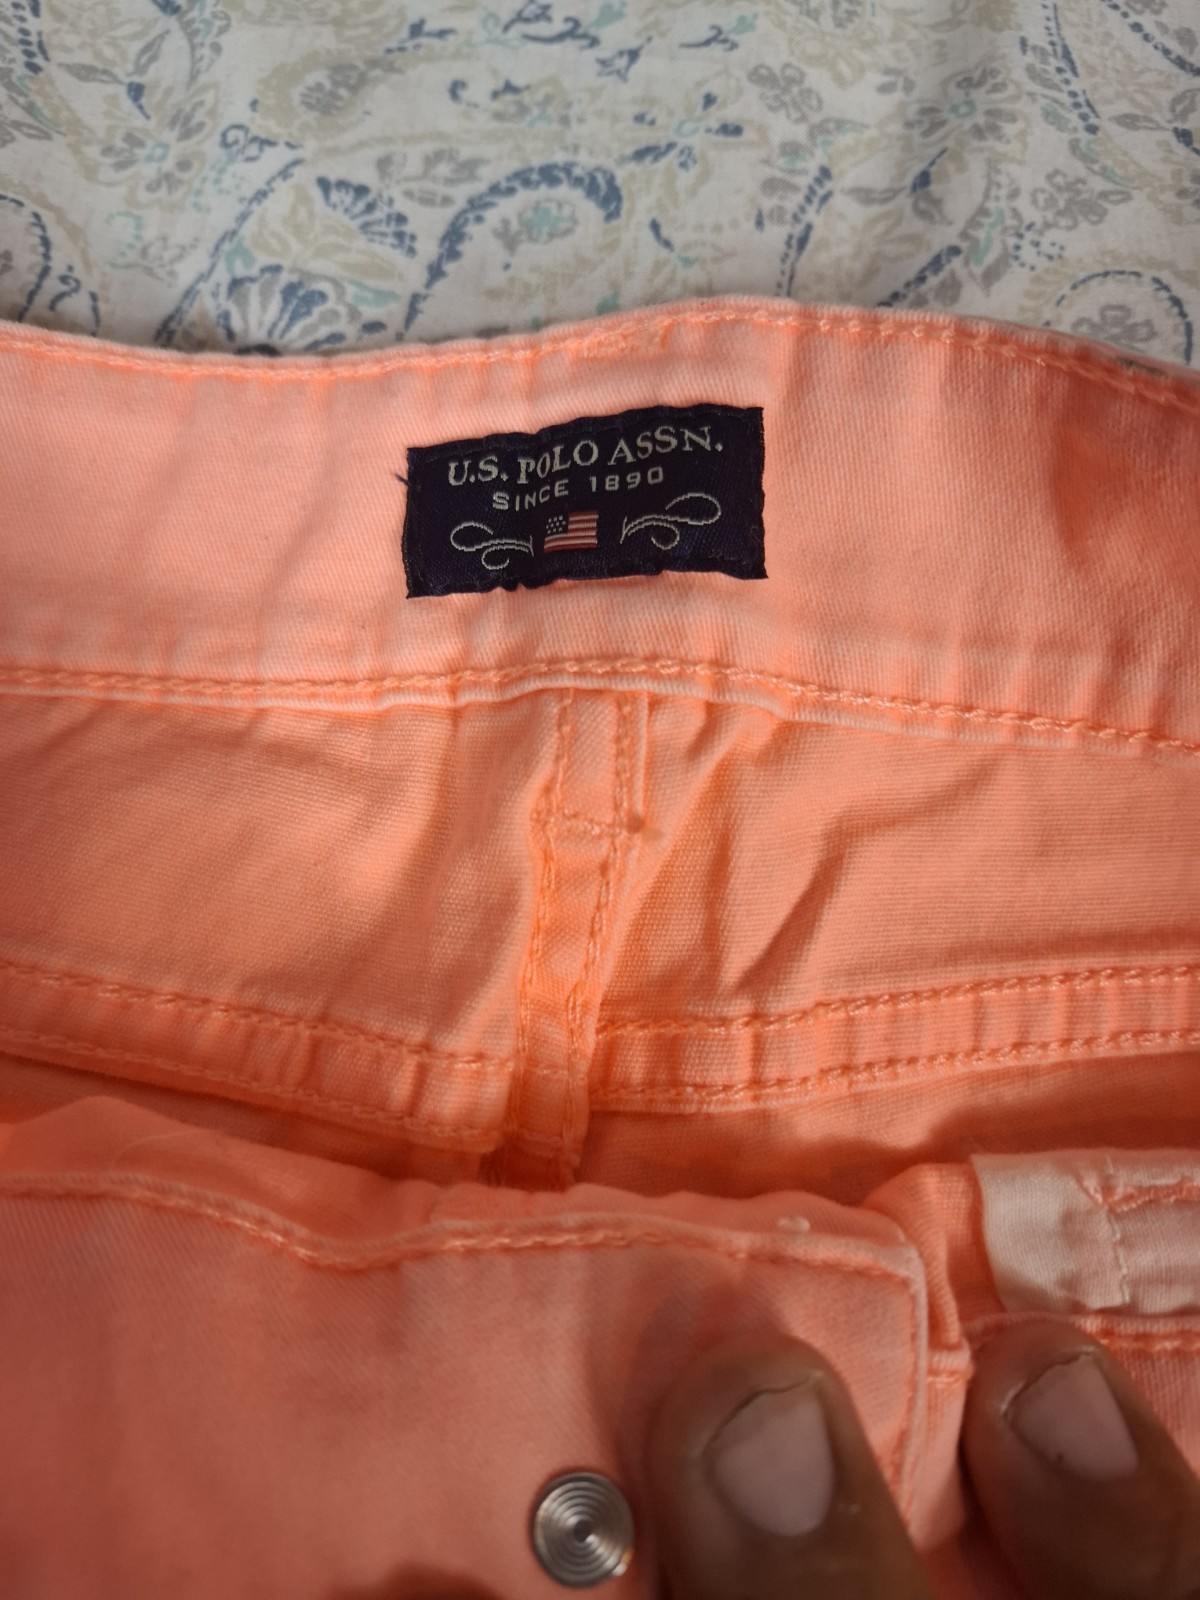 U.S. POLO ASSN.
SINCE 1890